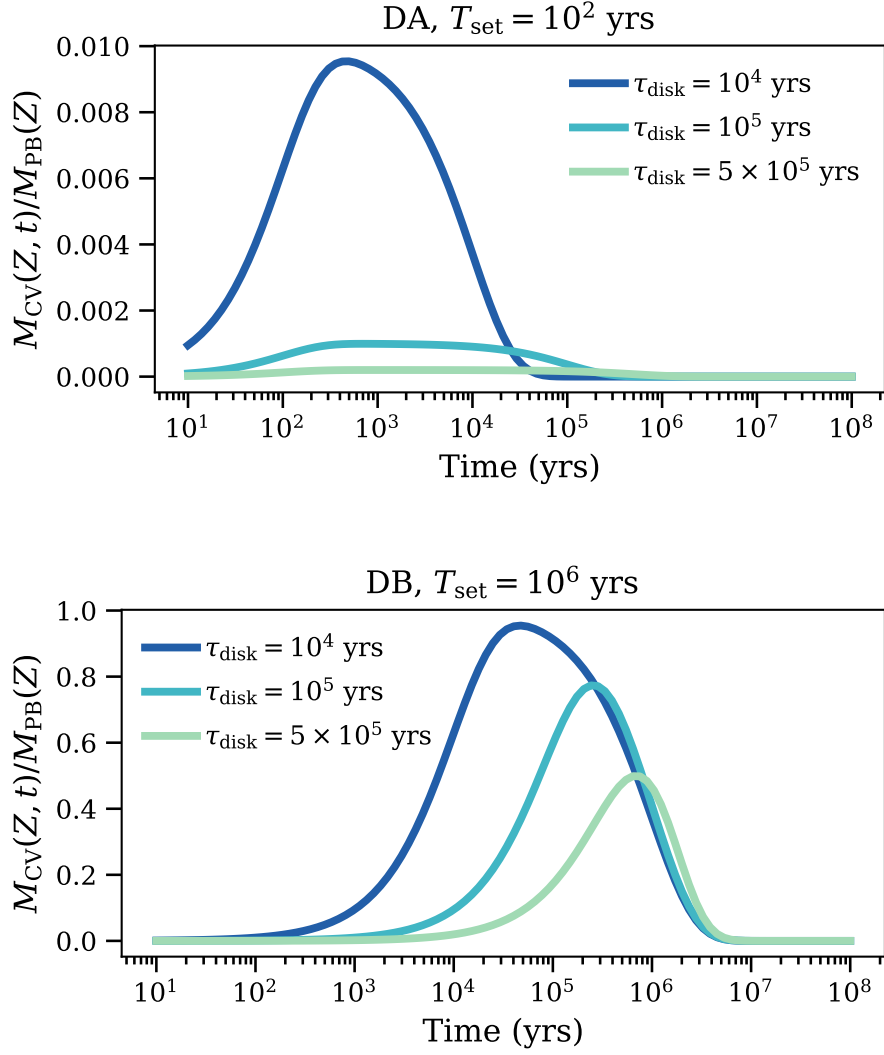 DA, T_set = 10^2 yrs
M_CV(Z, t)/M_PB(Z)
0.010
0.008
0.006
0.004
0.002
0.000
τ_disk = 10^4 yrs
τ_disk = 10^5 yrs
τ_disk = 5 × 10^5 yrs
10^1 10^2 10^3 10^4 10^5 10^6 10^7 10^8
Time (yrs)
DB, T_set = 10^6 yrs
M_CV(Z, t)/M_PB(Z)
1.0
0.8
0.6
0.4
0.2
0.0
τ_disk = 10^4 yrs
τ_disk = 10^5 yrs
τ_disk = 5 × 10^5 yrs
10^1 10^2 10^3 10^4 10^5 10^6 10^7 10^8
Time (yrs)